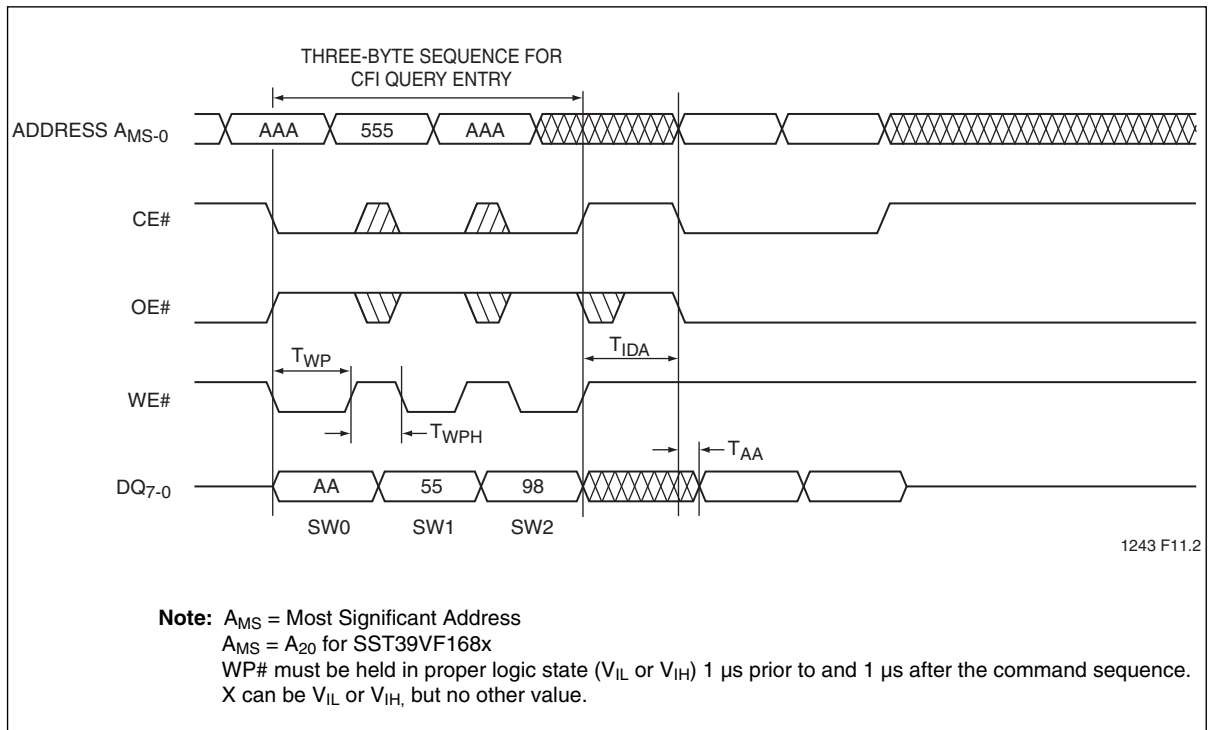 THREE-BYTE SEQUENCE FOR
CFI QUERY ENTRY
ADDRESS AMS-0
AAA 555 AAA
CE#
OE#
TWP
TIDA
WE#
TWPH
TAA
DQ7-0
AA 55 98
SW0 SW1 SW2
1243 F11.2
Note: AMS = Most Significant Address
AMS = A20 for SST39VF168x
WP# must be held in proper logic state (VIL or VIH) 1 µs prior to and 1 µs after the command sequence.
X can be VIL or VIH, but no other value.